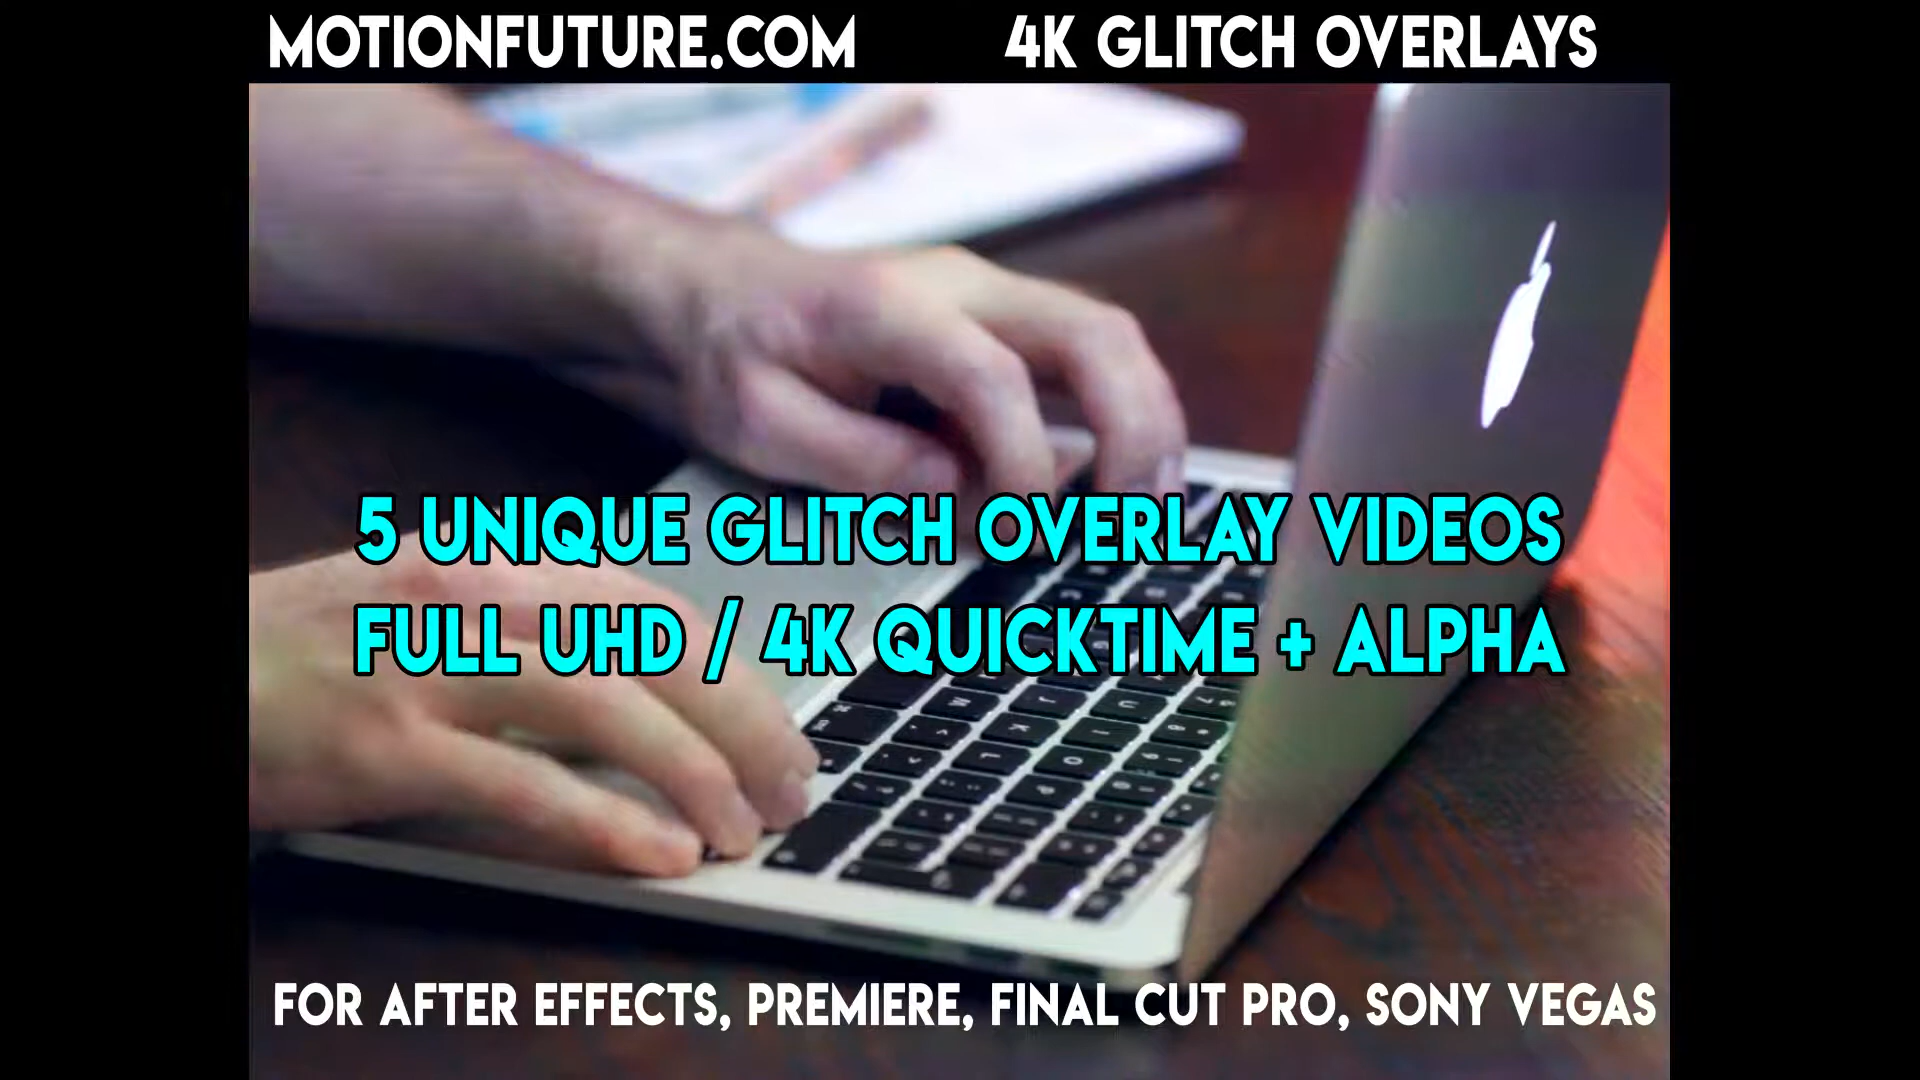 MOTIONFUTURE.COM 4K GLITCH OVERLAYS
5 UNIQUE GLITCH OVERLAY VIDEOS
FULL UHD / 4K QUICKTIME + ALPHA
FOR AFTER EFFECTS, PREMIERE, FINAL CUT PRO, SONY VEGAS